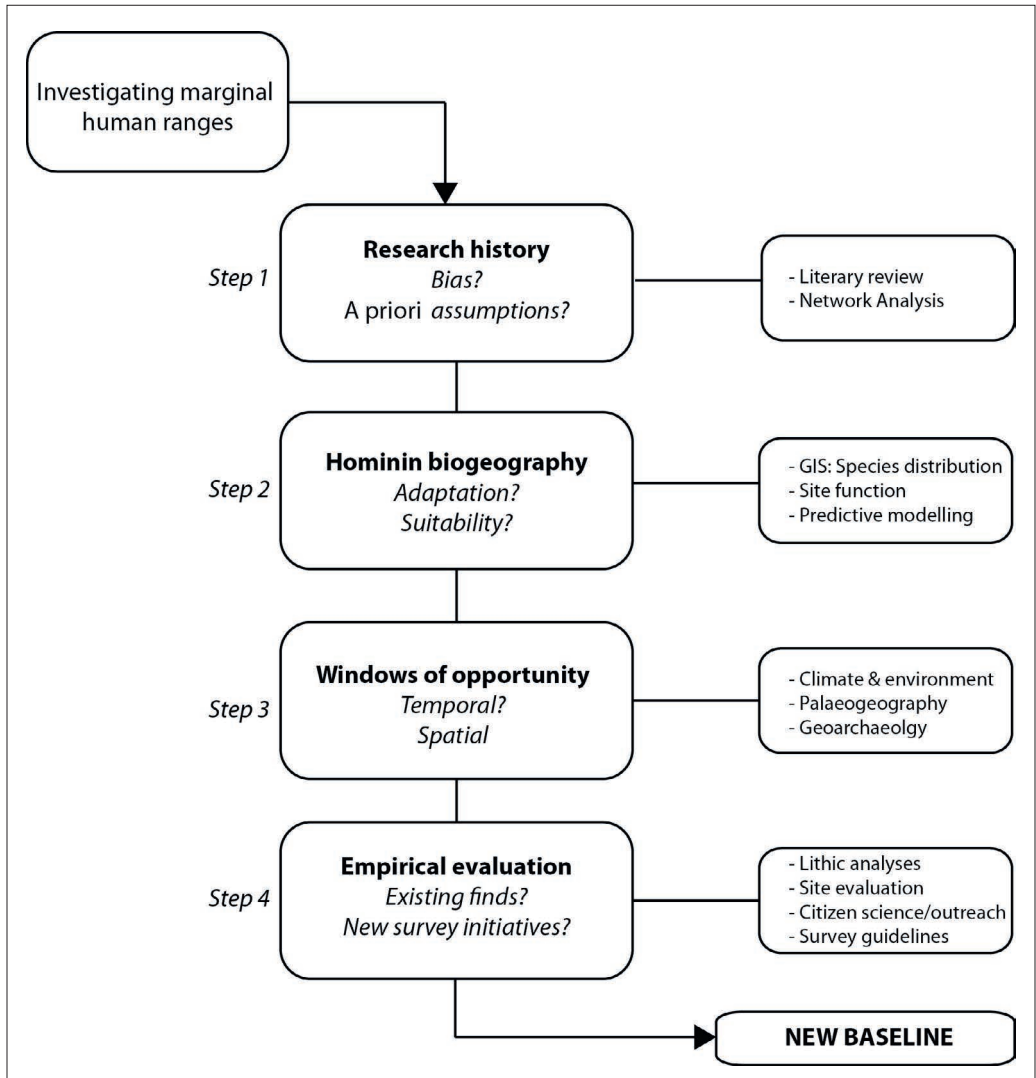 Investigating marginal
human ranges
Research history
Step 1
Bias?
A priori assumptions?
- Literary review
- Network Analysis
Hominin biogeography
Step 2
Adaptation?
Suitability?
- GIS: Species distribution
- Site function
- Predictive modelling
Windows of opportunity
Step 3
Temporal?
Spatial
- Climate & environment
- Palaeogeography
- Geoarchaeolgy
Empirical evaluation
Step 4
Existing finds?
New survey initiatives?
- Lithic analyses
- Site evaluation
- Citizen science/outreach
- Survey guidelines
NEW BASELINE